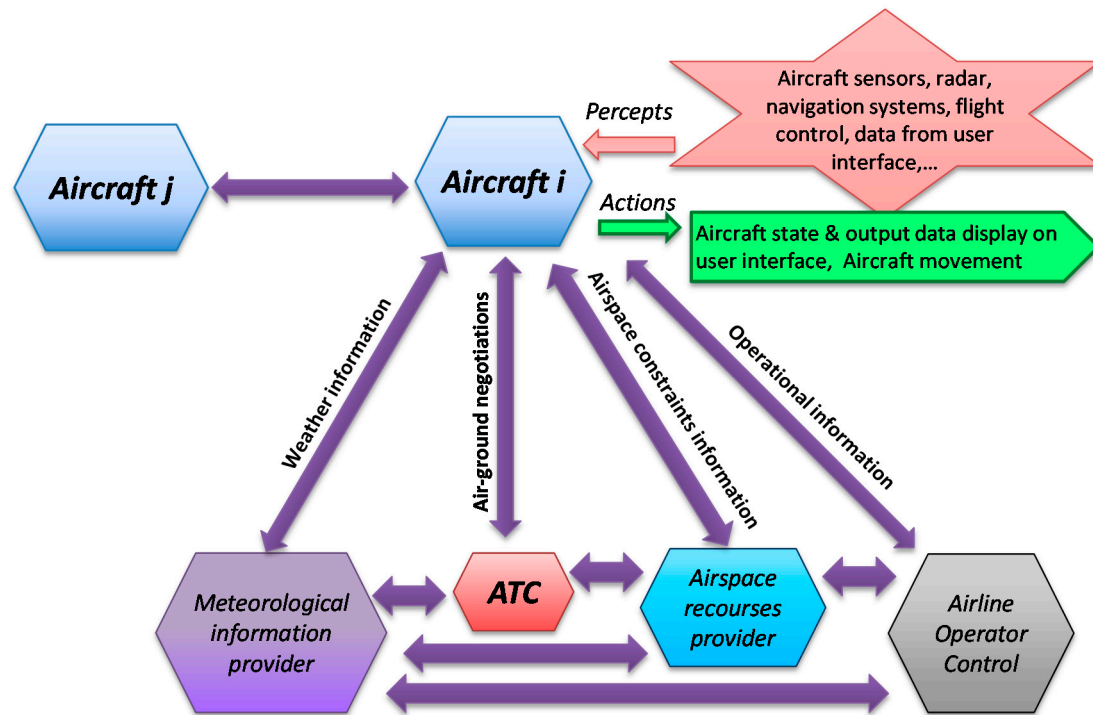 Aircraft sensors, radar,
navigation systems, flight
control, data from user
interface,...
Percepts
Aircraft j
Aircraft i
Actions
Aircraft state & output data display on
user interface,  Aircraft movement
Weather information
Air-ground negotiations
Airspace constraints information
Operational information
Meteorological
information
provider
ATC
Airspace
recourses
provider
Airline
Operator
Control